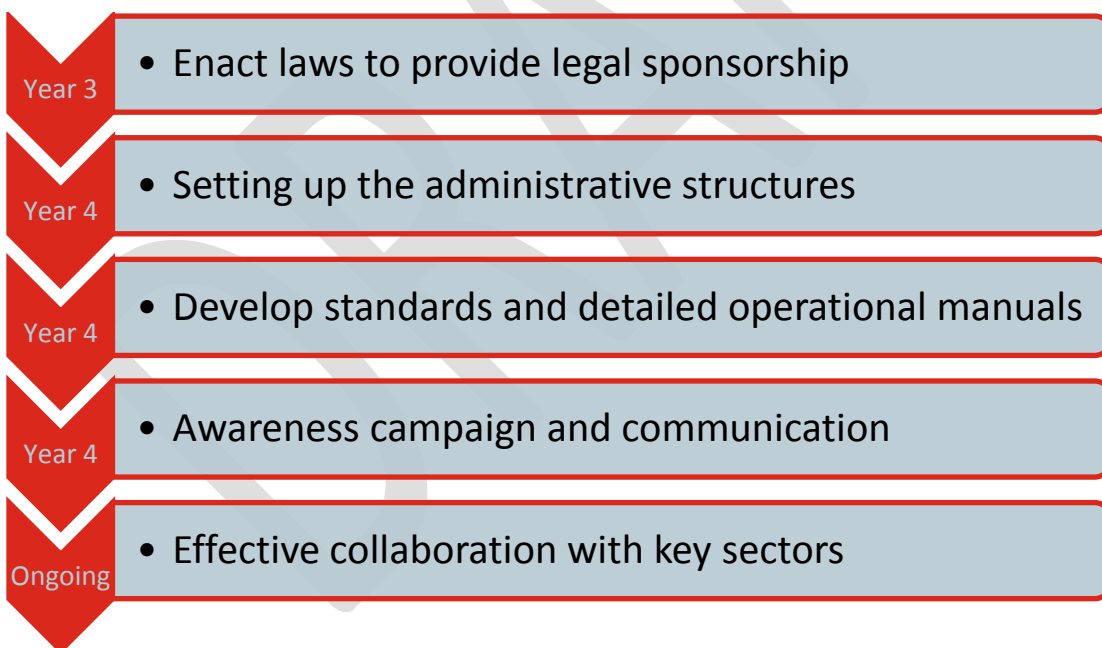 Year 3
• Enact laws to provide legal sponsorship
Year 4
• Setting up the administrative structures
Year 4
• Develop standards and detailed operational manuals
Year 4
• Awareness campaign and communication
Ongoing
• Effective collaboration with key sectors